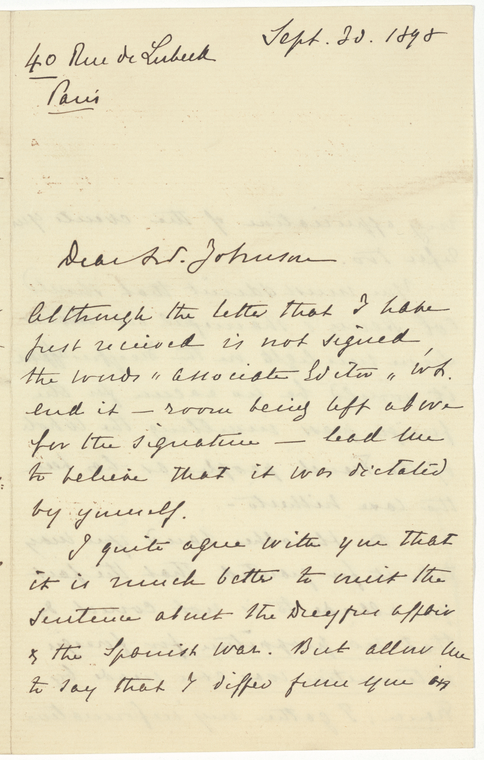 Sept. 30. 1898
40 Rue de Lubeck
Paris
Dear Mr. Johnson
Although the letter that I have
just received is not signed,
the words "Associate Editor" wh.
end it — room being left above
for the signature — lead me
to believe that it was dictated
by yourself.
I quite agree with you that
it is much better to omit the
sentence about the Dreyfus affair
& the Spanish war. But allow me
to say that I differ from you in